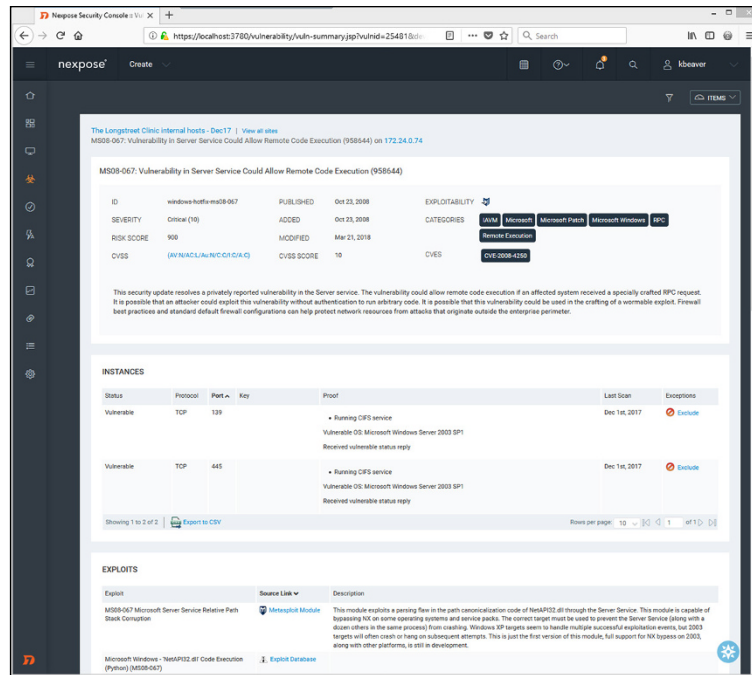 Nexpose Security Console :: Vul
https://localhost:3780/vulnerability/vuln-summary.jsp?vulnid=25481&de
Search
nexpose
Create
kbeaver
ITEMS
The Longstreet Clinic internal hosts - Dec17 | View all sites
MS08-067: Vulnerability in Server Service Could Allow Remote Code Execution (958644) on 172.24.0.74
MS08-067: Vulnerability in Server Service Could Allow Remote Code Execution (958644)
ID windows-hotfix-ms08-067 PUBLISHED Oct 23, 2008 EXPLOITABILITY
SEVERITY Critical (10) ADDED Oct 23, 2008 CATEGORIES IAVM Microsoft Microsoft Patch Microsoft Windows RPC
RISK SCORE 900 MODIFIED Mar 21, 2018 Remote Execution
CVSS (AV:N/AC:L/Au:N/C:C/I:C/A:C) CVSS SCORE 10 CVES CVE-2008-4250
This security update resolves a privately reported vulnerability in the Server service. The vulnerability could allow remote code execution if an affected system received a specially crafted RPC request.
It is possible that an attacker could exploit this vulnerability without authentication to run arbitrary code. It is possible that this vulnerability could be used in the crafting of a wormable exploit. Firewall
best practices and standard default firewall configurations can help protect network resources from attacks that originate outside the enterprise perimeter.
INSTANCES
Status Protocol Port Key Proof Last Scan Exceptions
Vulnerable TCP 139 • Running CIFS service Dec 1st, 2017 Exclude
Vulnerable OS: Microsoft Windows Server 2003 SP1
Received vulnerable status reply
Vulnerable TCP 445 • Running CIFS service Dec 1st, 2017 Exclude
Vulnerable OS: Microsoft Windows Server 2003 SP1
Received vulnerable status reply
Showing 1 to 2 of 2 Export to CSV Rows per page: 10 1 of 1
EXPLOITS
Exploit Source Link Description
MS08-067 Microsoft Server Service Relative Path Metasploit Module This module exploits a parsing flaw in the path canonicalization code of NetAPI32.dll through the Server Service. This module is capable of
Stack Corruption bypassing NX on some operating systems and service packs. The correct target must be used to prevent the Server Service (along with a
dozen others in the same process) from crashing. Windows XP targets seem to handle multiple successful exploitation events, but 2003
targets will often crash or hang on subsequent attempts. This is just the first version of this module, full support for NX bypass on 2003,
along with other platforms, is still in development.
Microsoft Windows - 'NetAPI32.dll' Code Execution Exploit Database
(Python) (MS08-067)